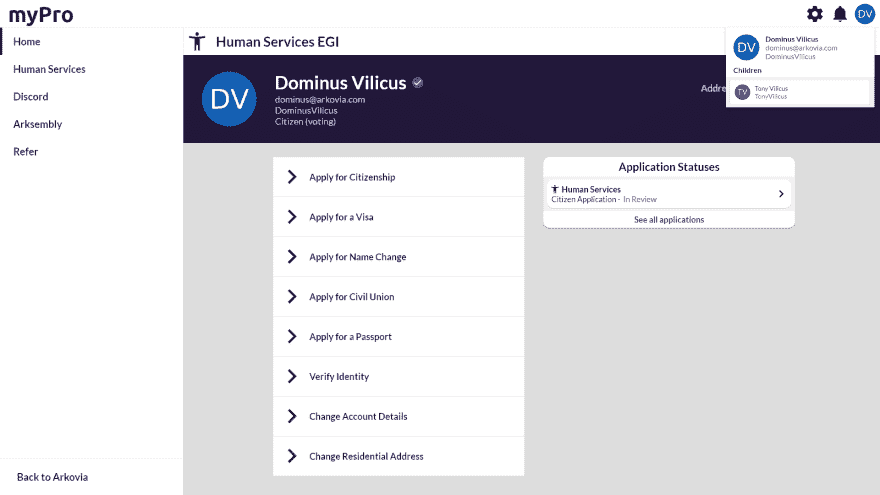 myPro
DV
Home
Human Services
Discord
Arksembly
Refer
Back to Arkovia
Human Services EGI
DV
Dominus Vilicus
dominus@arkovia.com
DominusVilicus
Citizen (voting)
DV
Dominus Vilicus
dominus@arkovia.com
DominusVilicus
Children
TV
Tony Vilicus
TonyVilicus
Apply for Citizenship
Apply for a Visa
Apply for Name Change
Apply for Civil Union
Apply for a Passport
Verify Identity
Change Account Details
Change Residential Address
Application Statuses
Human Services
Citizen Application - In Review
See all applications